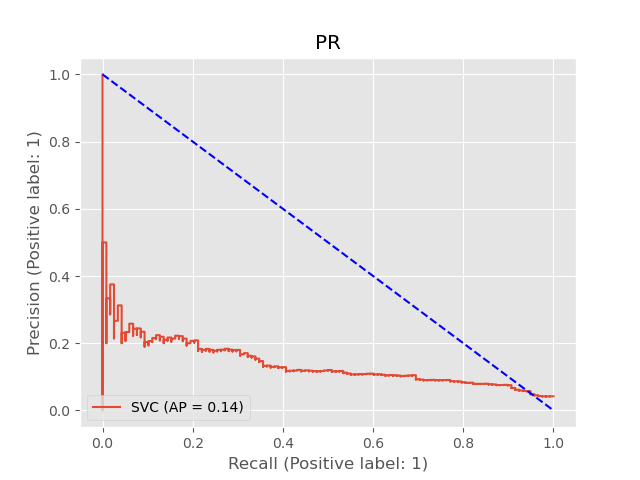 PR
Precision (Positive label: 1)
1.0
0.8
0.6
0.4
0.2
0.0
SVC (AP = 0.14)
0.0 0.2 0.4 0.6 0.8 1.0
Recall (Positive label: 1)